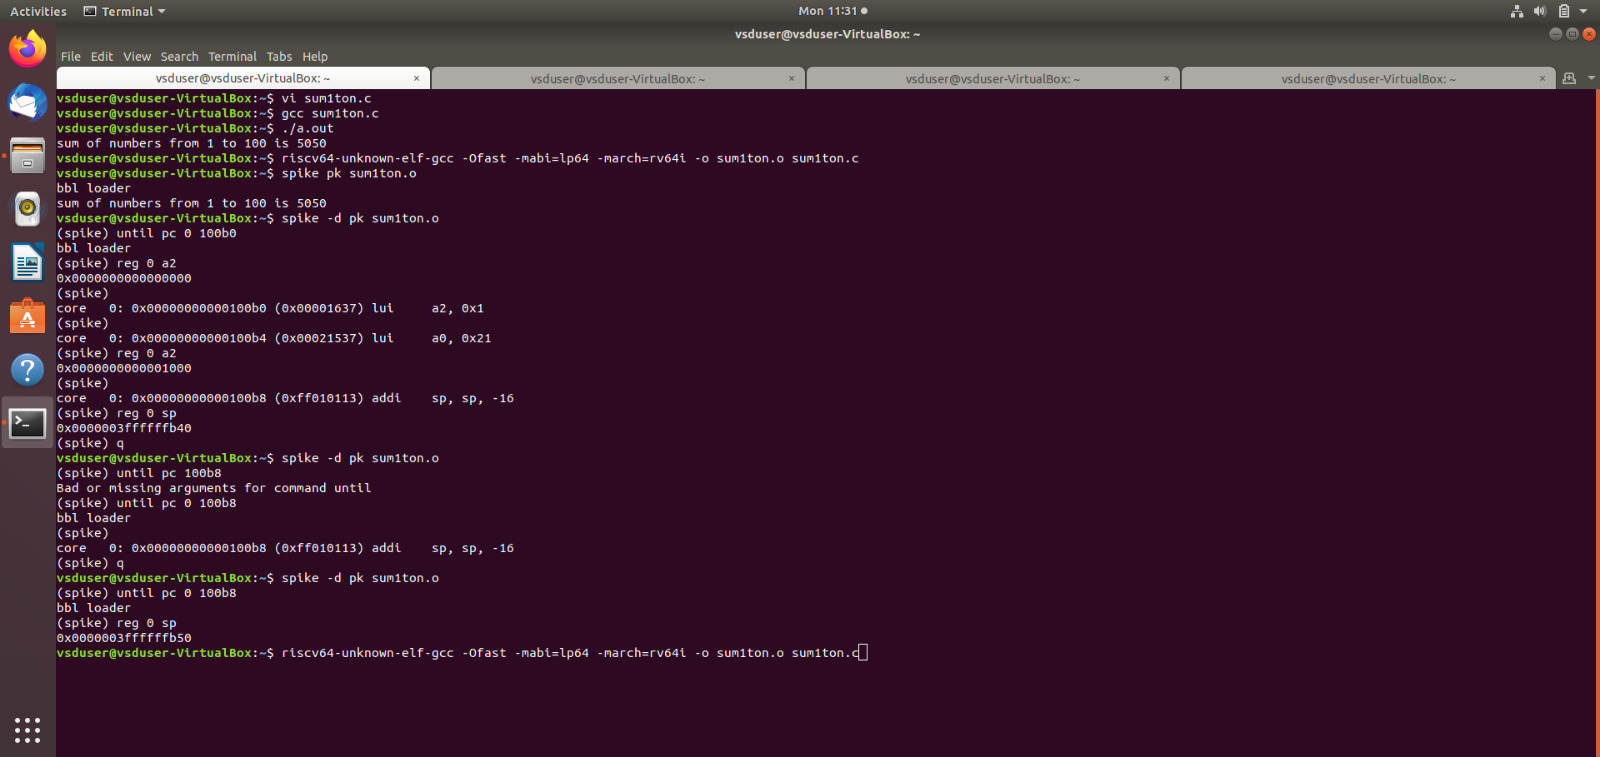 Activities Terminal Mon 11:31
vsduser@vsduser-VirtualBox: ~
File Edit View Search Terminal Tabs Help
vsduser@vsduser-VirtualBox: ~ × vsduser@vsduser-VirtualBox: ~ × vsduser@vsduser-VirtualBox: ~ × vsduser@vsduser-VirtualBox: ~ ×
vsduser@vsduser-VirtualBox:~$ vi sum1ton.c
vsduser@vsduser-VirtualBox:~$ gcc sum1ton.c
vsduser@vsduser-VirtualBox:~$ ./a.out
sum of numbers from 1 to 100 is 5050
vsduser@vsduser-VirtualBox:~$ riscv64-unknown-elf-gcc -Ofast -mabi=lp64 -march=rv64i -o sum1ton.o sum1ton.c
vsduser@vsduser-VirtualBox:~$ spike pk sum1ton.o
bbl loader
sum of numbers from 1 to 100 is 5050
vsduser@vsduser-VirtualBox:~$ spike -d pk sum1ton.o
(spike) until pc 0 100b0
bbl loader
(spike) reg 0 a2
0x0000000000000000
(spike)
core   0: 0x00000000000100b0 (0x00001637) lui     a2, 0x1
(spike)
core   0: 0x00000000000100b4 (0x00021537) lui     a0, 0x21
(spike) reg 0 a2
0x0000000000001000
(spike)
core   0: 0x00000000000100b8 (0xff010113) addi    sp, sp, -16
(spike) reg 0 sp
0x0000003ffffffb40
(spike) q
vsduser@vsduser-VirtualBox:~$ spike -d pk sum1ton.o
(spike) until pc 100b8
Bad or missing arguments for command until
(spike) until pc 0 100b8
bbl loader
(spike)
core   0: 0x00000000000100b8 (0xff010113) addi    sp, sp, -16
(spike) q
vsduser@vsduser-VirtualBox:~$ spike -d pk sum1ton.o
(spike) until pc 0 100b8
bbl loader
(spike) reg 0 sp
0x0000003ffffffb50
vsduser@vsduser-VirtualBox:~$ riscv64-unknown-elf-gcc -Ofast -mabi=lp64 -march=rv64i -o sum1ton.o sum1ton.c